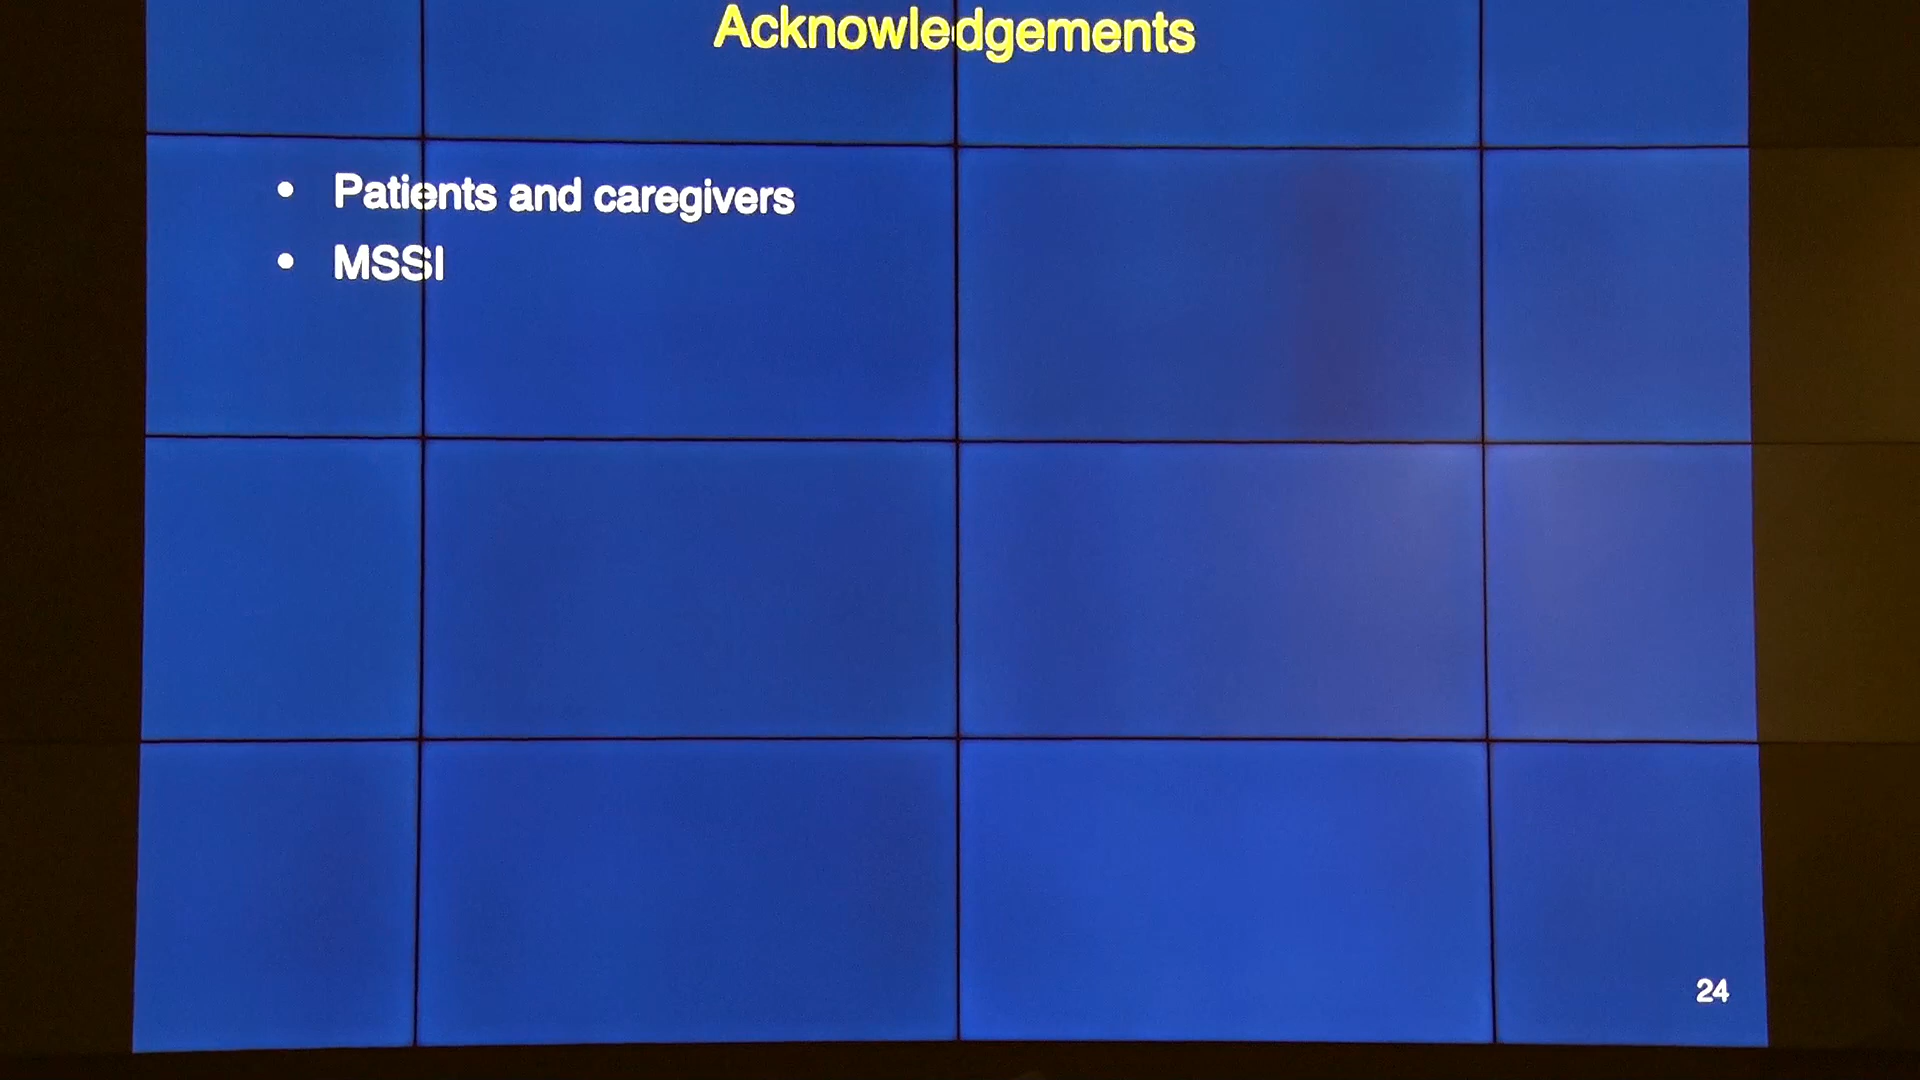 Acknowledgements
• Patients and caregivers
• MSSI
24